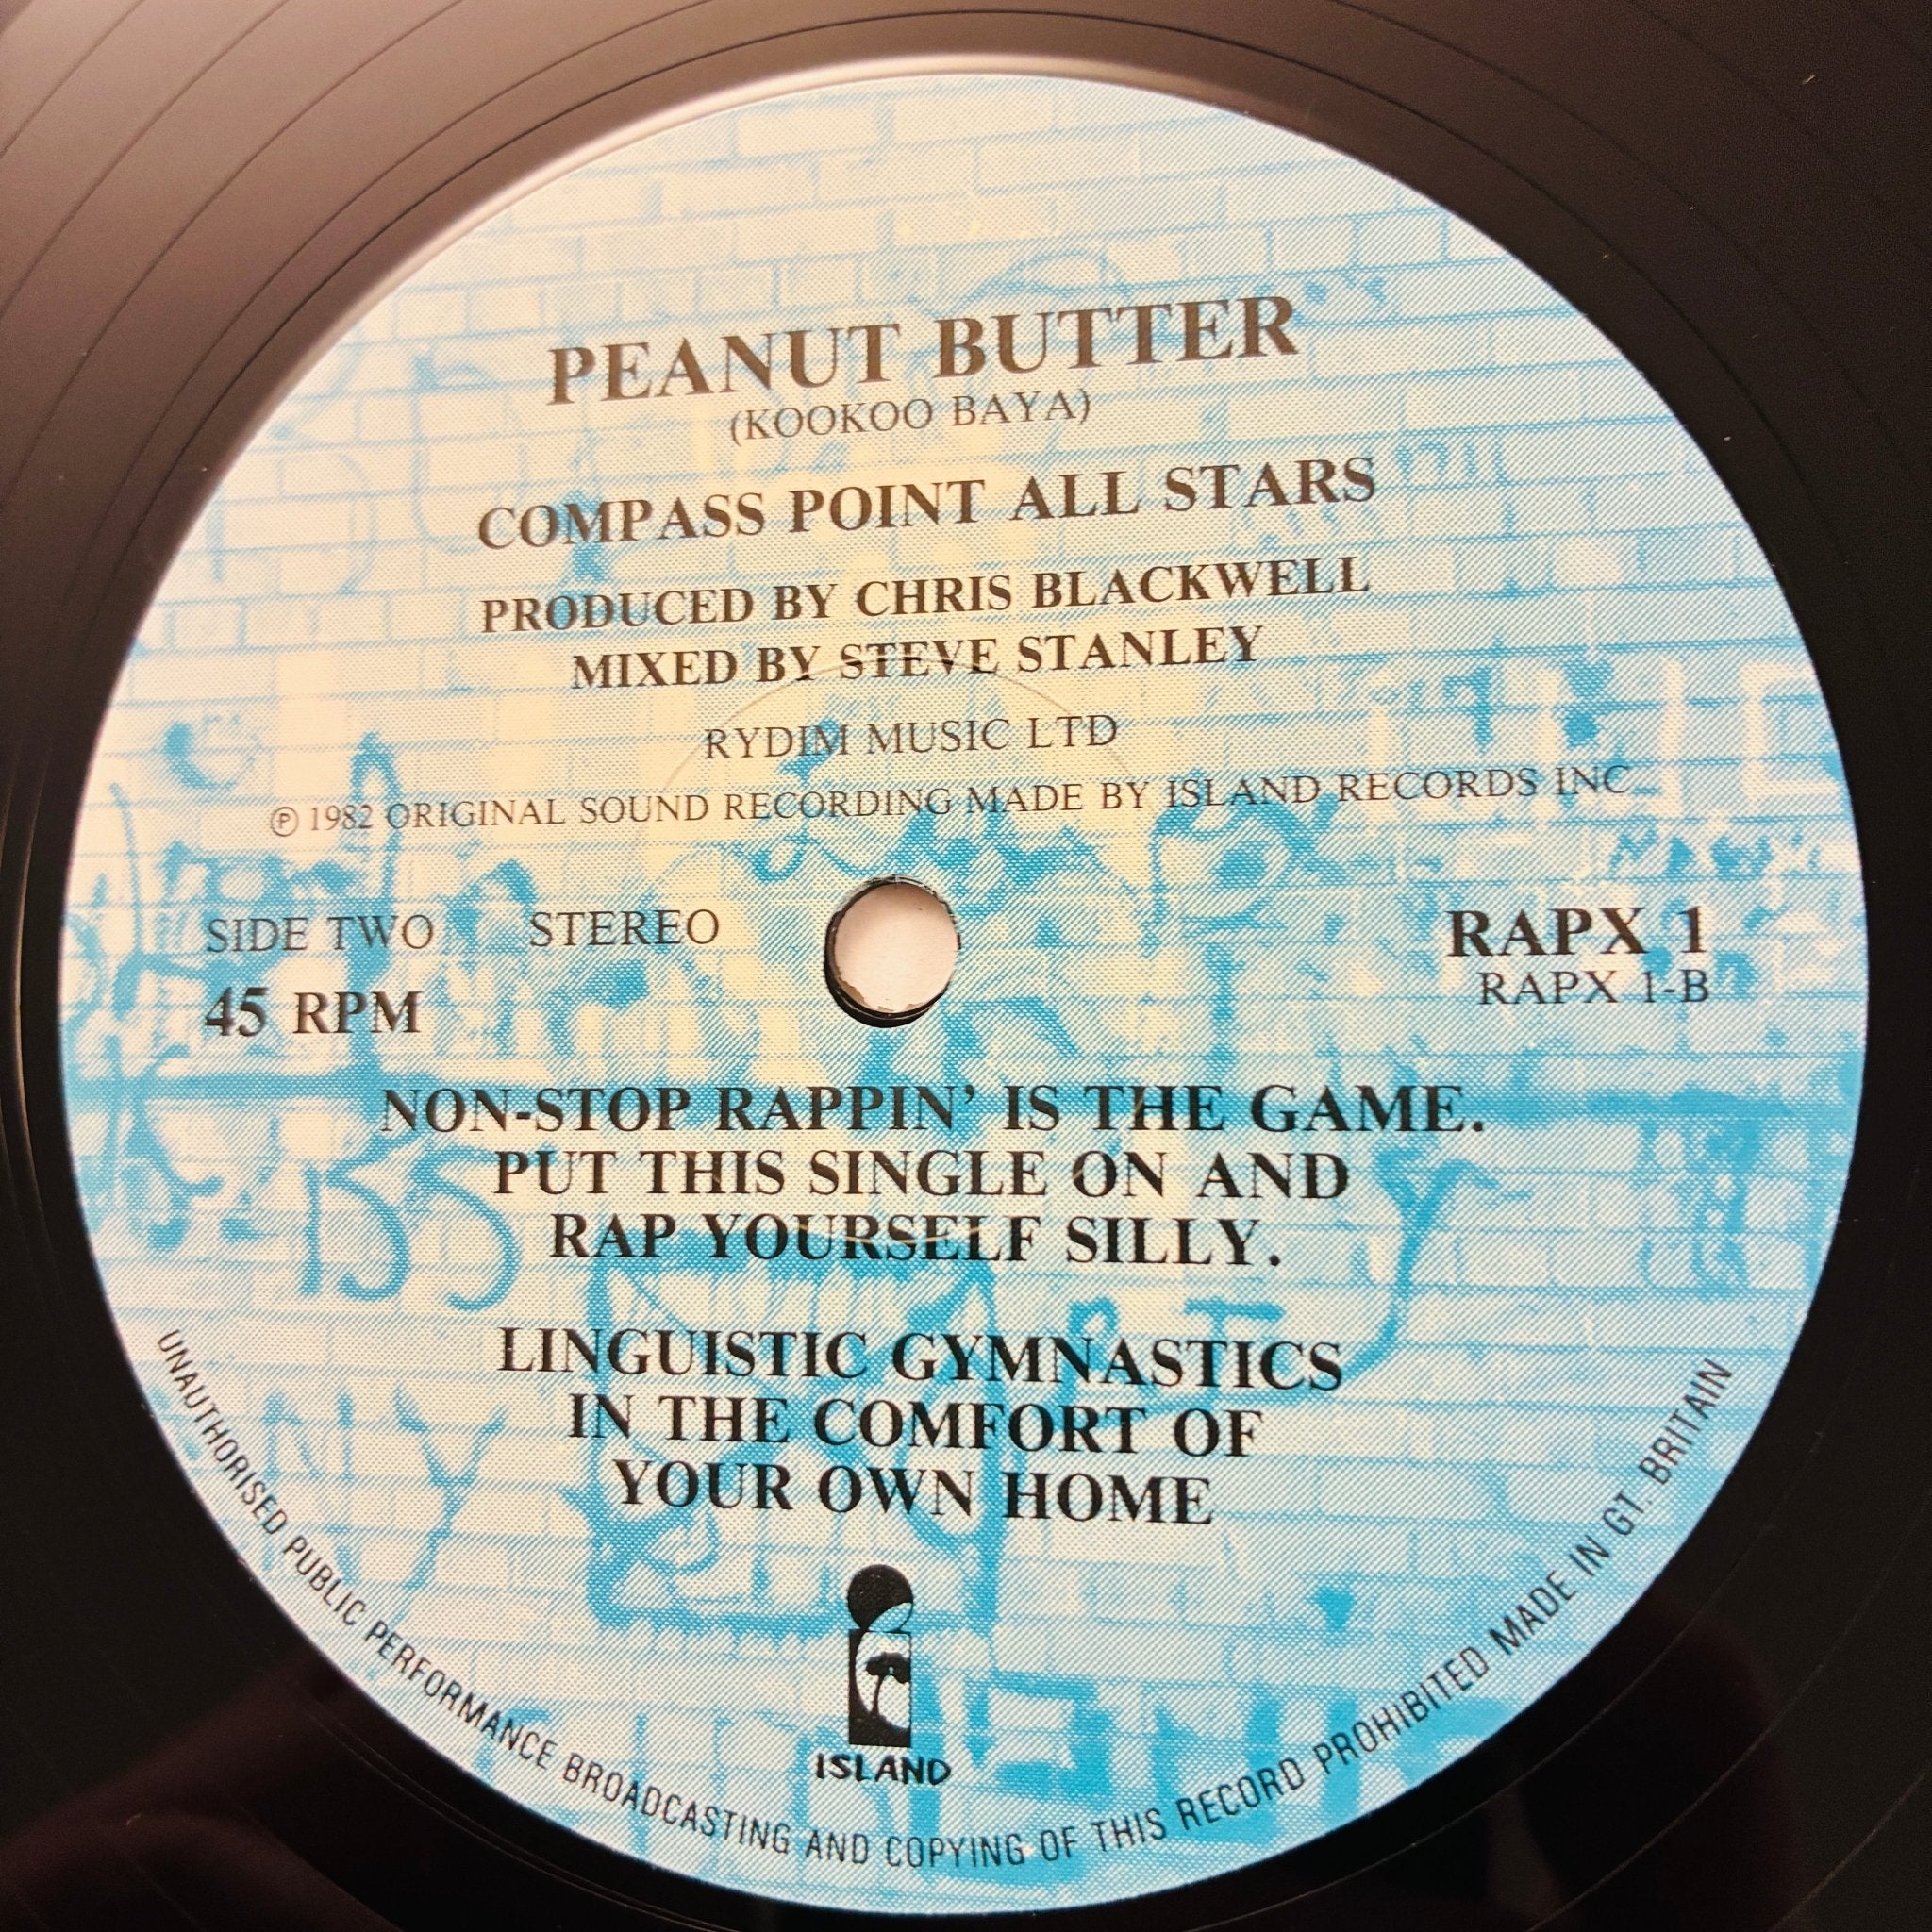 PEANUT BUTTER
(KOOKOO BAYA)
COMPASS POINT ALL STARS
PRODUCED BY CHRIS BLACKWELL
MIXED BY STEVE STANLEY
RYDIM MUSIC LTD
℗ 1982 ORIGINAL SOUND RECORDING MADE BY ISLAND RECORDS INC
SIDE TWO STEREO
45 RPM
RAPX 1
RAPX 1-B
NON-STOP RAPPIN' IS THE GAME.
PUT THIS SINGLE ON AND
RAP YOURSELF SILLY.
LINGUISTIC GYMNASTICS
IN THE COMFORT OF
YOUR OWN HOME
ISLAND
UNAUTHORISED PUBLIC PERFORMANCE BROADCASTING AND COPYING OF THIS RECORD PROHIBITED MADE IN GT. BRITAIN